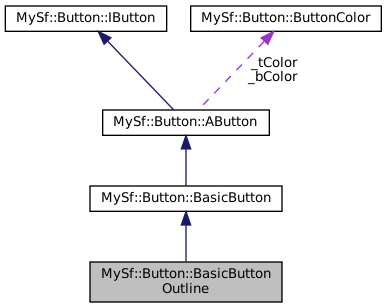 MySf::Button::IButton
MySf::Button::ButtonColor
_tColor
_bColor
MySf::Button::AButton
MySf::Button::BasicButton
MySf::Button::BasicButton
Outline